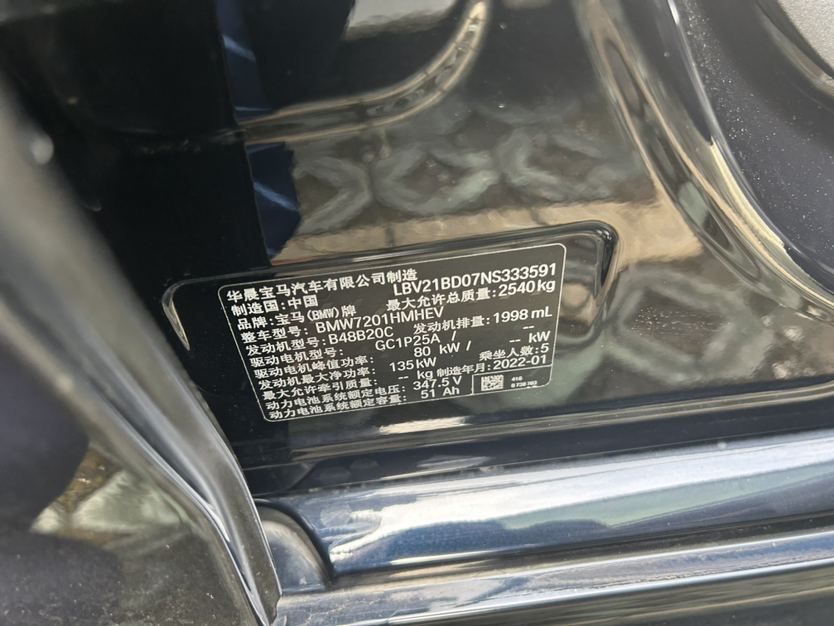 华晨宝马汽车有限公司制造
制造国:中国 LBV21BD07NS333591
品牌:宝马(BMW)牌 最大允许总质量:2540kg
整车型号:BMW7201HMHEV
发动机型号:B48B20C 发动机排量:1998 mL
驱动电机型号: GC1P25A / --
驱动电机峰值功率: 80 kW / -- kW
发动机最大净功率: 135kW 乘坐人数:5
最大允许牵引质量: -- kg 制造年月:2022-01
动力电池系统额定电压: 347.5 V
动力电池系统额定容量: 51 Ah